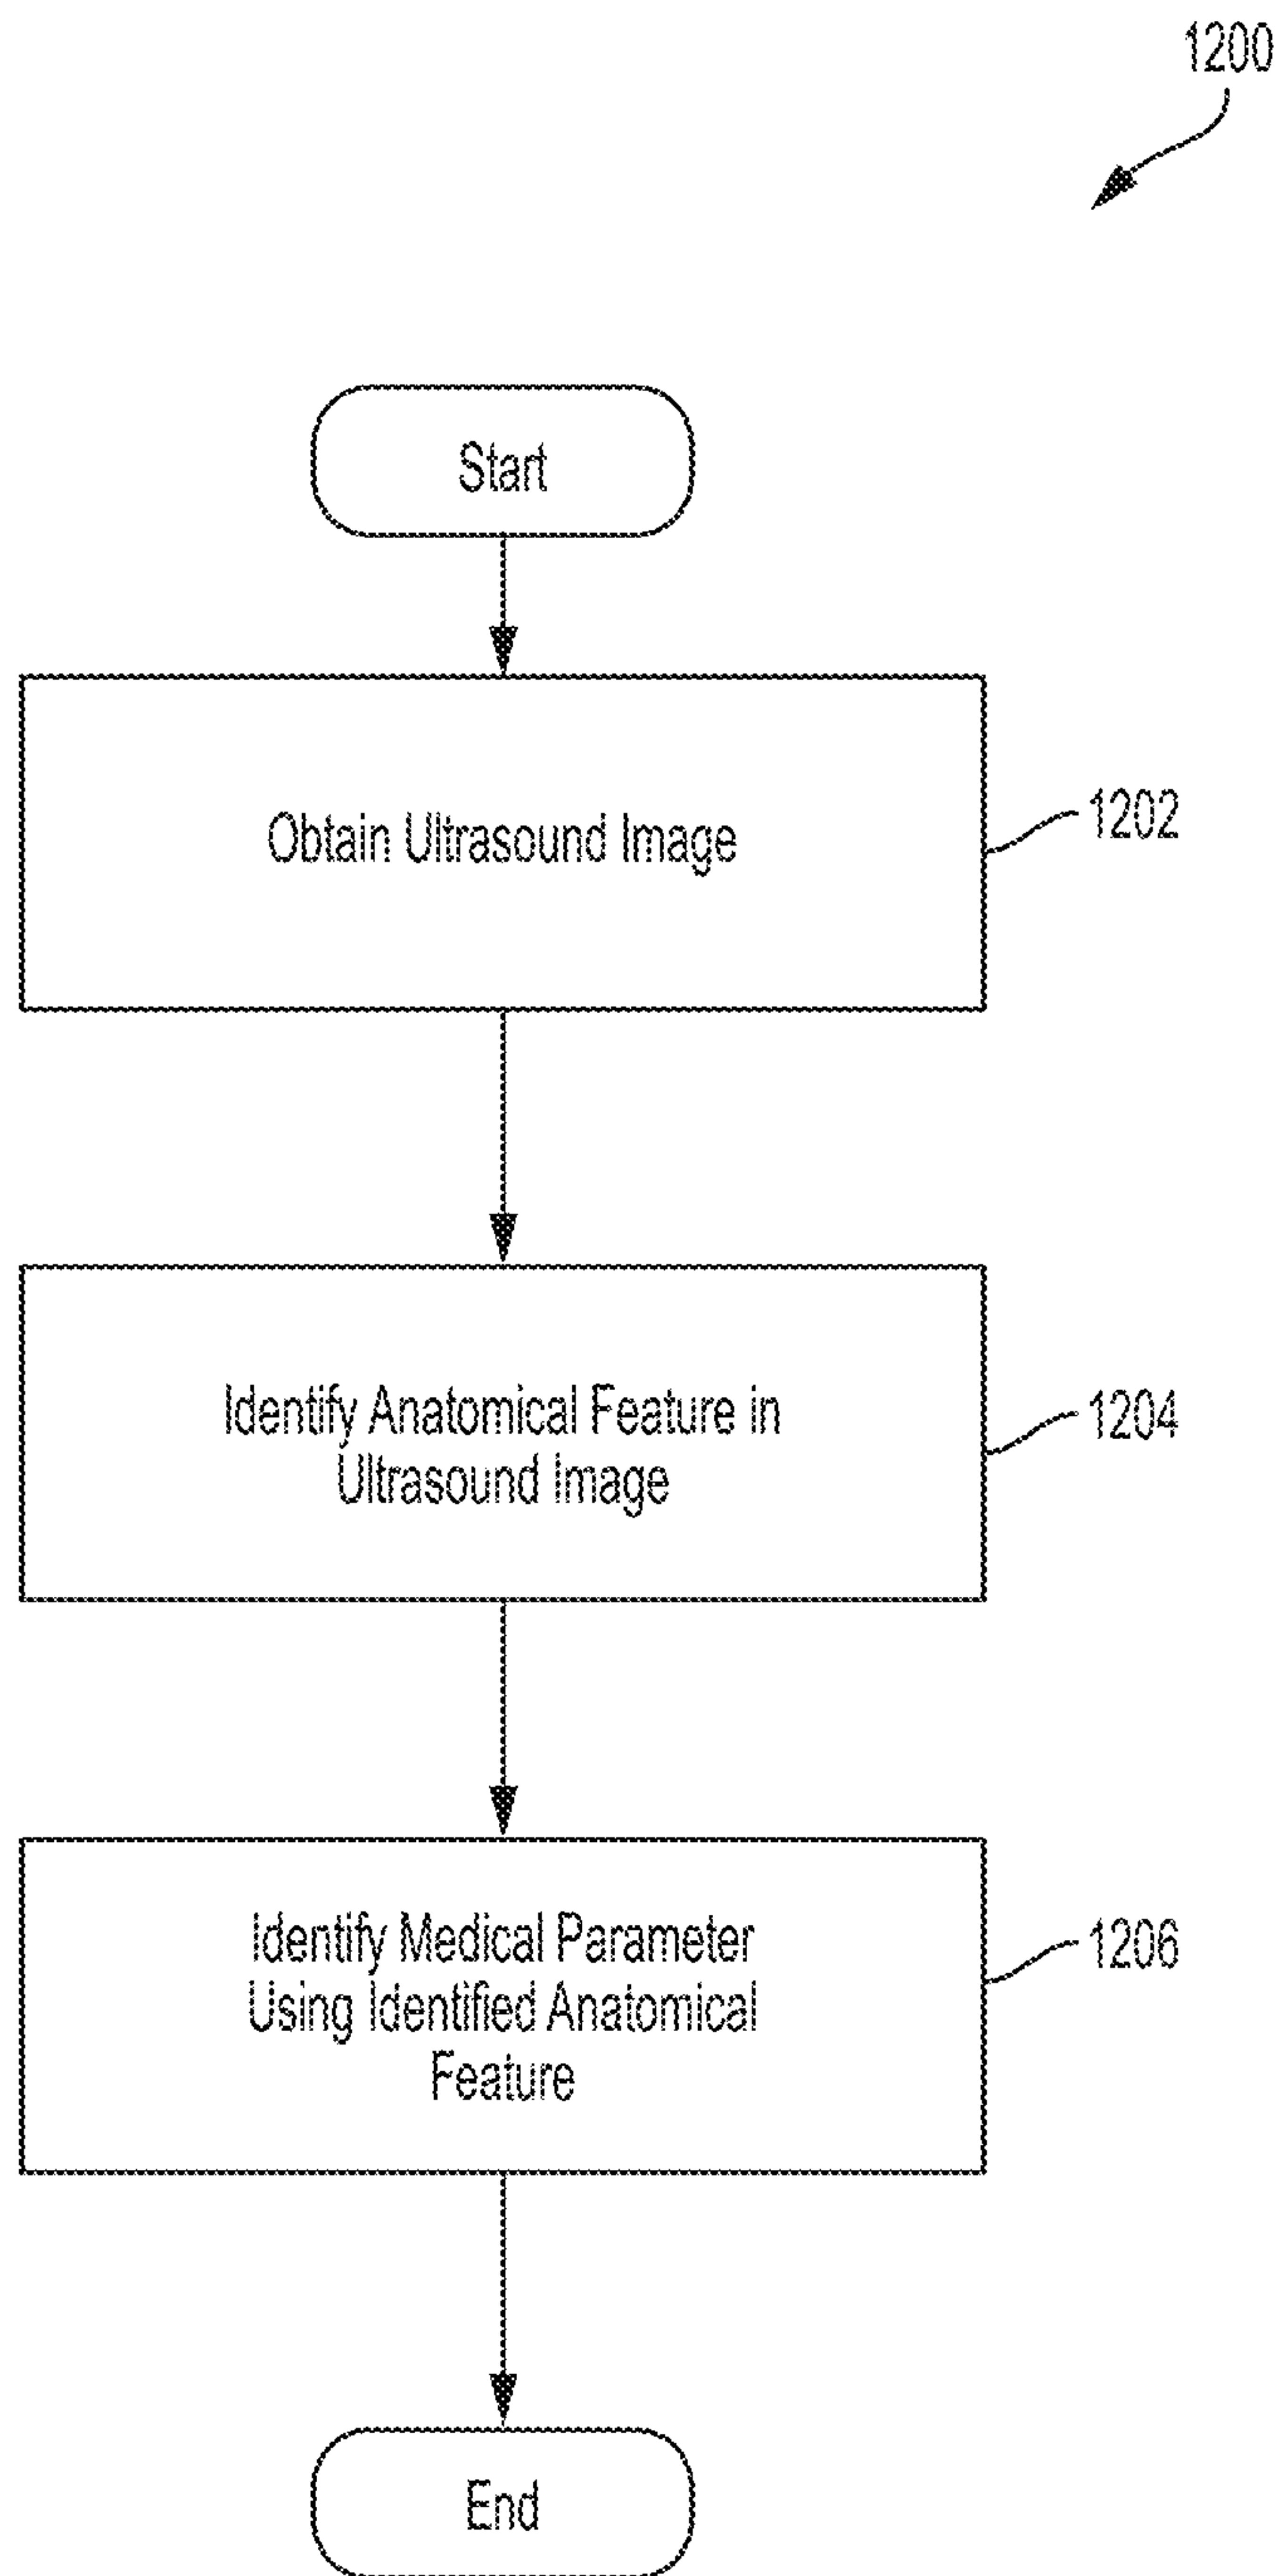 1200
Start
Obtain Ultrasound Image
1202
Identify Anatomical Feature in
Ultrasound Image
1204
Identify Medical Parameter
Using Identified Anatomical
Feature
1206
End